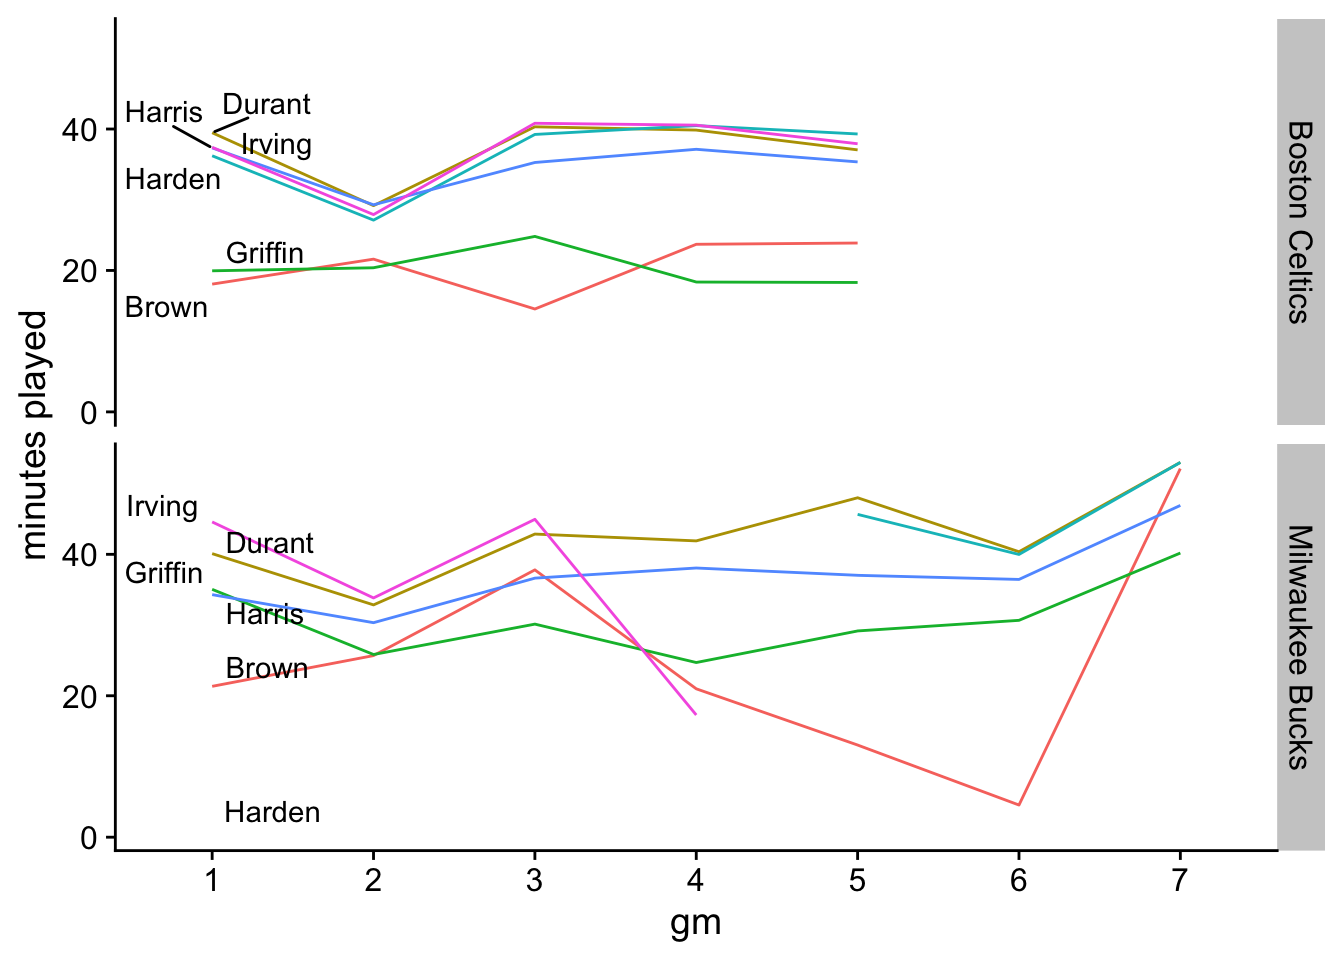 minutes played
40
20
0
Harris
Durant
Irving
Harden
Griffin
Brown
Boston Celtics
40
20
0
Irving
Durant
Griffin
Harris
Brown
Harden
Milwaukee Bucks
1 2 3 4 5 6 7
gm